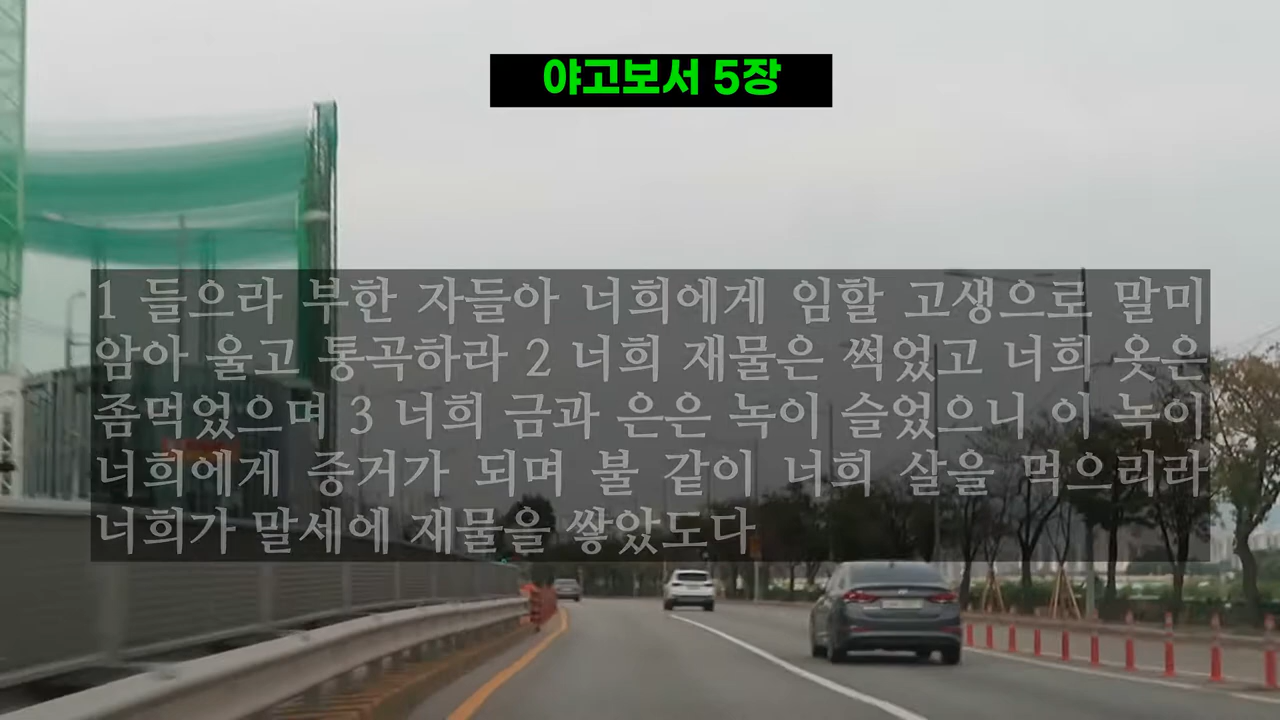 야고보서 5장
1 들으라 부한 자들아 너희에게 임할 고생으로 말미
암아 울고 통곡하라 2 너희 재물은 썩었고 너희 옷은
좀먹었으며 3 너희 금과 은은 녹이 슬었으니 이 녹이
너희에게 증거가 되며 불 같이 너희 살을 먹으리라
너희가 말세에 재물을 쌓았도다